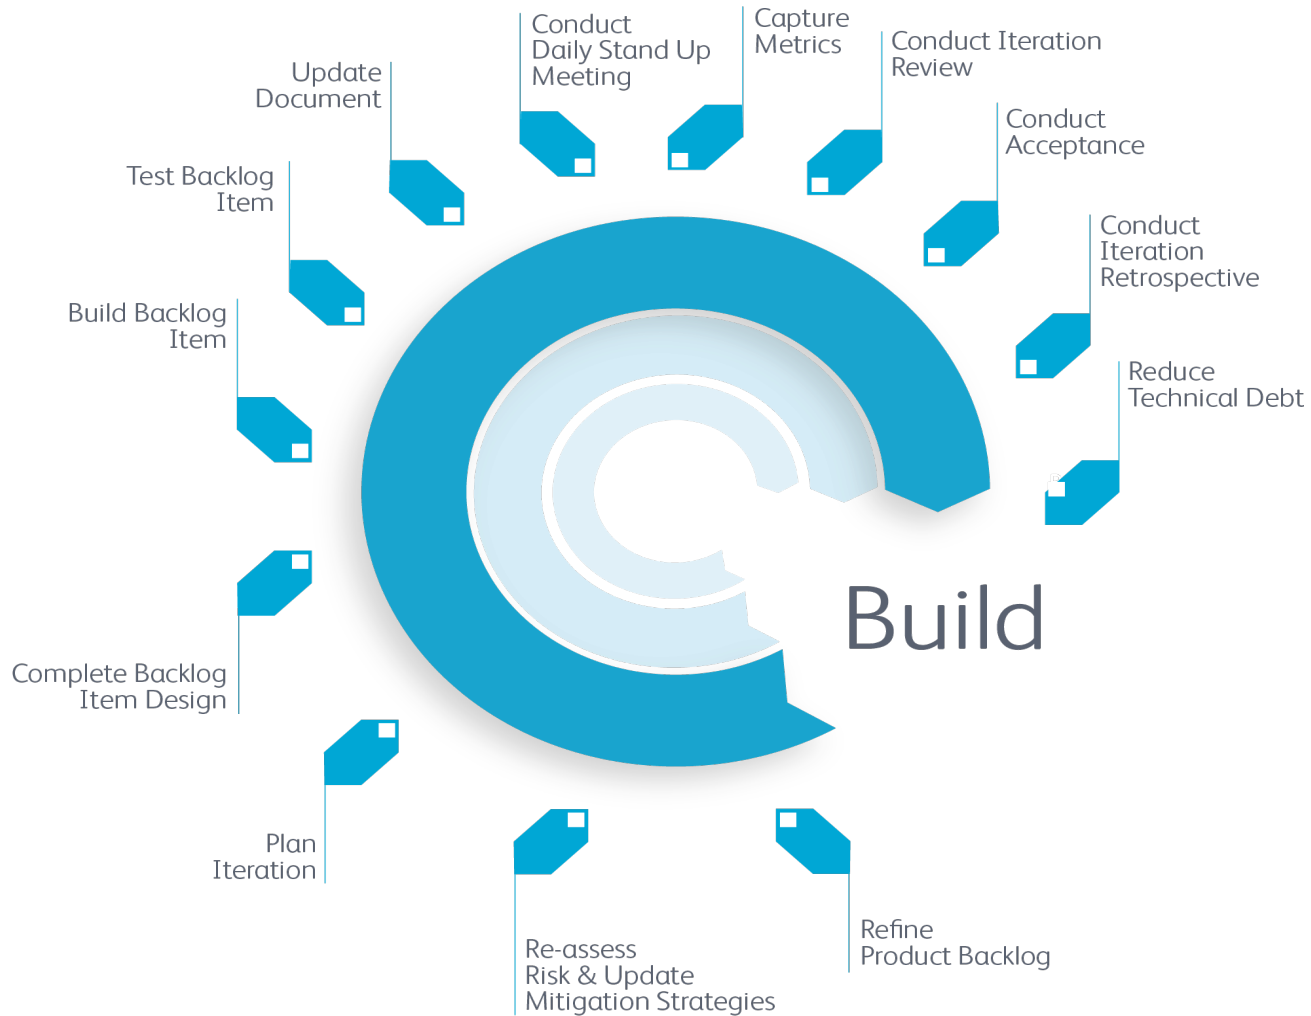 Conduct
Daily Stand Up
Meeting
Capture
Metrics
Conduct Iteration
Review
Update
Document
Conduct
Acceptance
Test Backlog
Item
Conduct
Iteration
Retrospective
Build Backlog
Item
Reduce
Technical Debt
Build
Complete Backlog
Item Design
Plan
Iteration
Re-assess
Risk & Update
Mitigation Strategies
Refine
Product Backlog